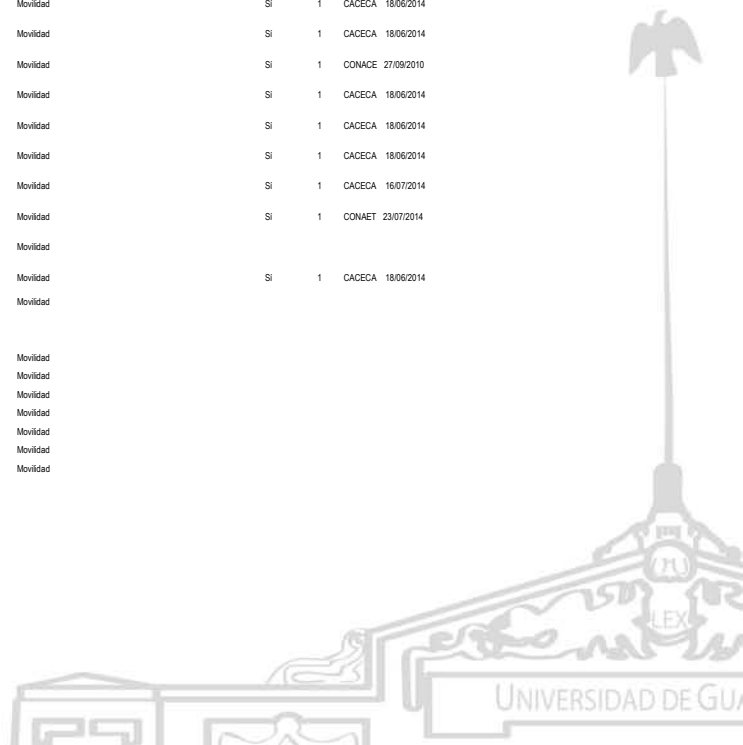 Movilidad Sí 1 CACECA 18/06/2014
Movilidad Sí 1 CACECA 18/06/2014
Movilidad Sí 1 CONACE 27/09/2010
Movilidad Sí 1 CACECA 18/06/2014
Movilidad Sí 1 CACECA 18/06/2014
Movilidad Sí 1 CACECA 18/06/2014
Movilidad Sí 1 CACECA 16/07/2014
Movilidad Sí 1 CONAET 23/07/2014
Movilidad
Movilidad Sí 1 CACECA 18/06/2014
Movilidad
Movilidad
Movilidad
Movilidad
Movilidad
Movilidad
Movilidad
Movilidad
LEX
UNIVERSIDAD DE GUA